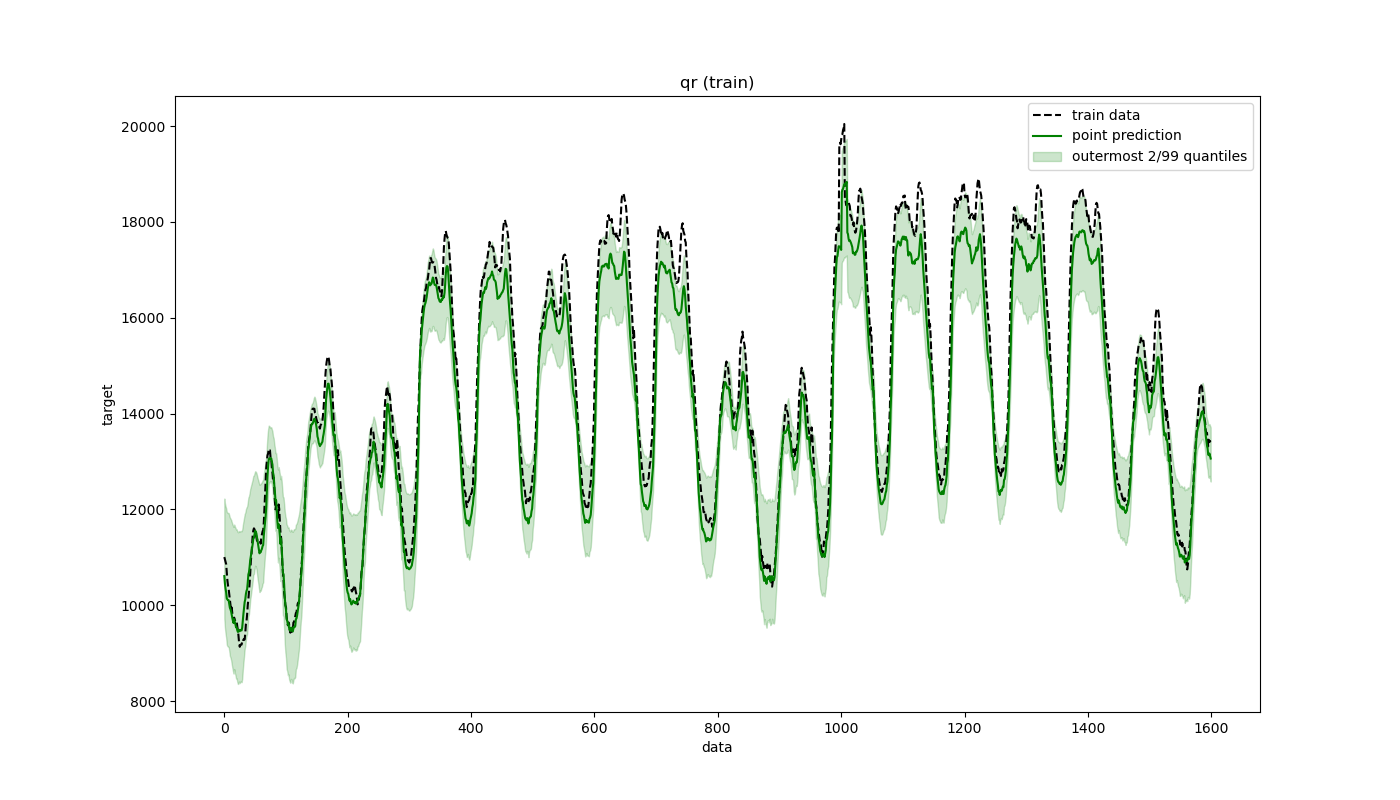 qr (train)
train data
point prediction
outermost 2/99 quantiles
target
20000
18000
16000
14000
12000
10000
8000
0 200 400 600 800 1000 1200 1400 1600
data